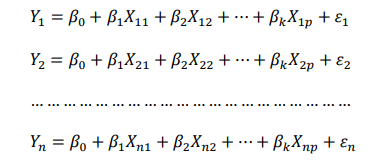 Y₁ = β₀ + β₁X₁₁ + β₂X₁₂ + ⋯ + βₖX₁ₚ + ε₁
Y₂ = β₀ + β₁X₂₁ + β₂X₂₂ + ⋯ + βₖX₂ₚ + ε₂
… … … … … … … … … … … … … … … … … … … …
Yₙ = β₀ + β₁Xₙ₁ + β₂Xₙ₂ + ⋯ + βₖXₙₚ + εₙ